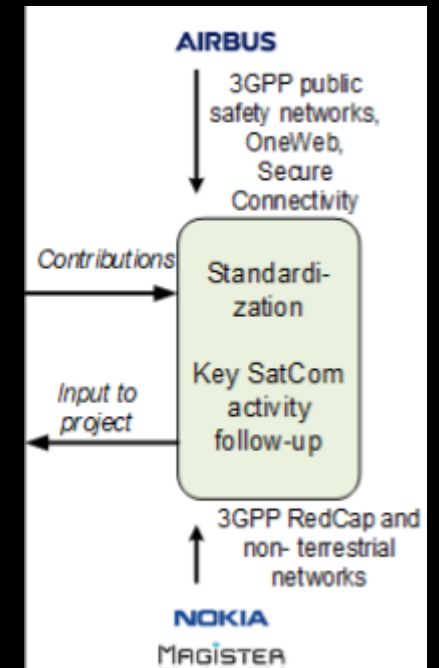 AIRBUS
3GPP public
safety networks,
OneWeb,
Secure
Connectivity
Contributions
Standardi-
zation
Key SatCom
activity
follow-up
Input to
project
3GPP RedCap and
non- terrestrial
networks
NOKIA
MAGISTER